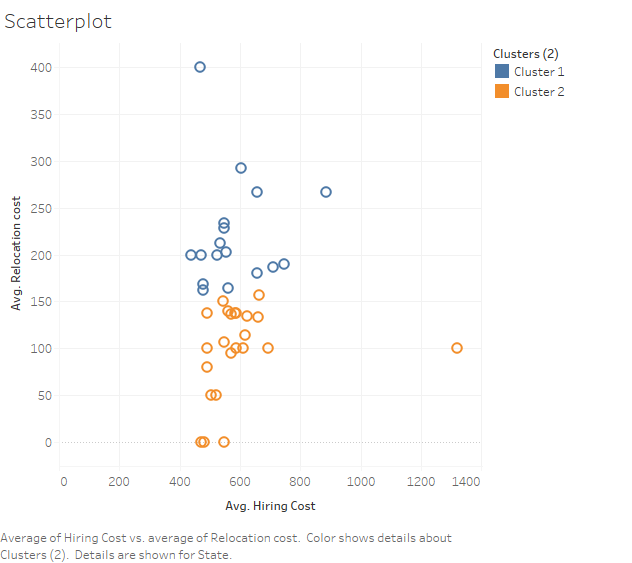 Scatterplot
Clusters (2)
Cluster 1
Cluster 2
400
350
300
250
200
150
100
50
0
Avg. Relocation cost
0 200 400 600 800 1000 1200 1400
Avg. Hiring Cost
Average of Hiring Cost vs. average of Relocation cost. Color shows details about
Clusters (2). Details are shown for State.